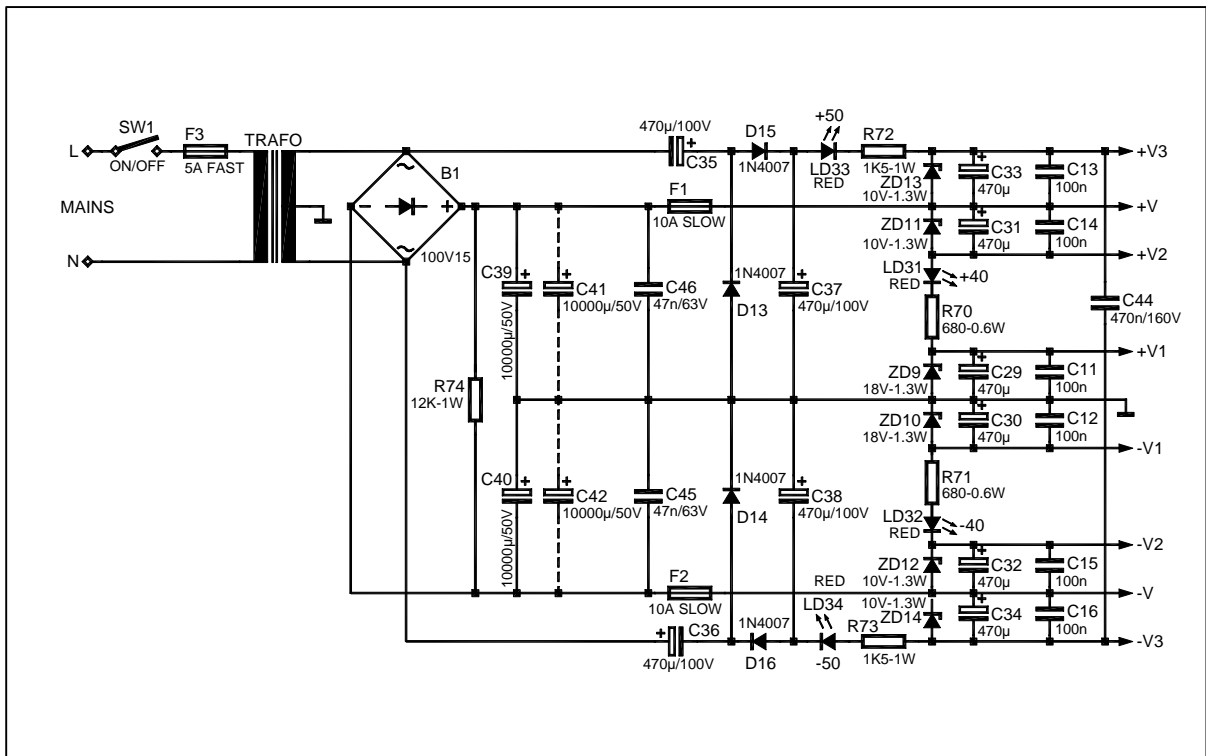 L
SW1
ON/OFF
F3
5A FAST
TRAFO
MAINS
N
B1
100V15
470µ/100V
C35
D15
1N4007
+50
LD33
RED
R72
1K5-1W
F1
10A SLOW
ZD13
10V-1.3W
C33
470µ
C13
100n
+V3
+V
ZD11
10V-1.3W
C31
470µ
C14
100n
+V2
C39
10000µ/50V
C41
10000µ/50V
C46
47n/63V
1N4007
D13
C37
470µ/100V
LD31
RED
+40
R70
680-0.6W
C44
470n/160V
+V1
R74
12K-1W
ZD9
18V-1.3W
C29
470µ
C11
100n
ZD10
18V-1.3W
C30
470µ
C12
100n
-V1
C40
10000µ/50V
C42
10000µ/50V
C45
47n/63V
1N4007
D14
C38
470µ/100V
R71
680-0.6W
LD32
RED
-40
-V2
ZD12
10V-1.3W
C32
470µ
C15
100n
F2
10A SLOW
-V
10V-1.3W
ZD14
C34
470µ
C16
100n
-V3
C36
470µ/100V
1N4007
D16
RED
LD34
-50
R73
1K5-1W